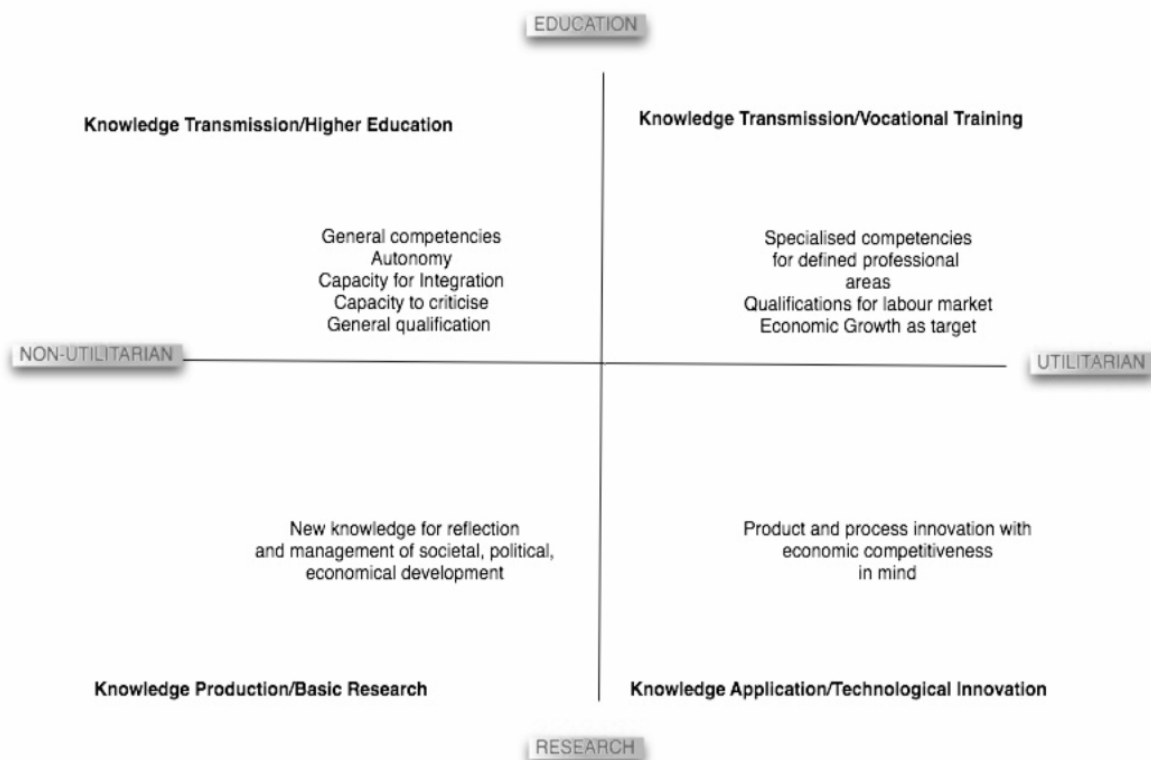 EDUCATION
Knowledge Transmission/Higher Education
Knowledge Transmission/Vocational Training
General competencies
Autonomy
Capacity for Integration
Capacity to criticise
General qualification
Specialised competencies
for defined professional
areas
Qualifications for labour market
Economic Growth as target
NON-UTILITARIAN
UTILITARIAN
New knowledge for reflection
and management of societal, political,
economical development
Product and process innovation with
economic competitiveness
in mind
Knowledge Production/Basic Research
Knowledge Application/Technological Innovation
RESEARCH